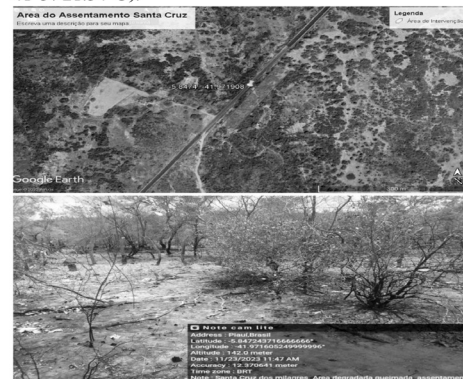 Area do Assentamento Santa Cruz
Escreva uma descrição para seu mapa.
Legenda
Área de Intervenção
Google Earth
Note cam lite
Address : Piauí,Brasil
Latitude : -5.847243716666666°
Longitude : -41.971605249999996°
Altitude : 142.0 meter
Date : 11/23/2023 11:47 AM
Accuracy : 12.370641 meter
Time zone : BRT
Note : Santa Cruz dos milagres, Area degradada queimada, assentamento